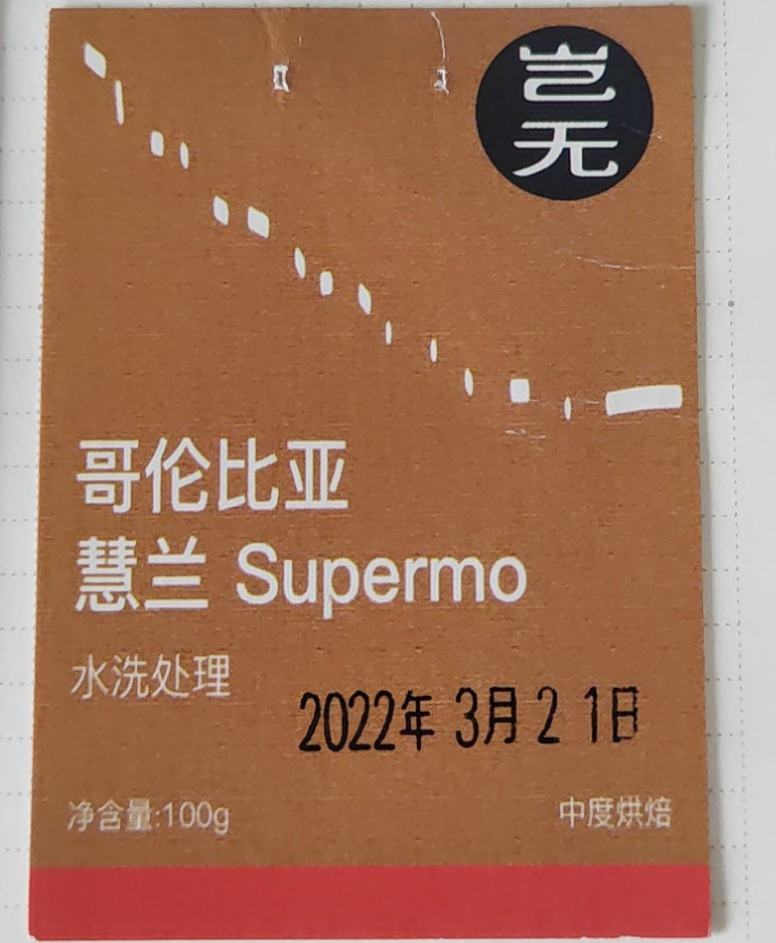 岂
无
哥伦比亚
慧兰 Supermo
水洗处理
2022年 3月 2 1日
净含量:100g
中度烘焙